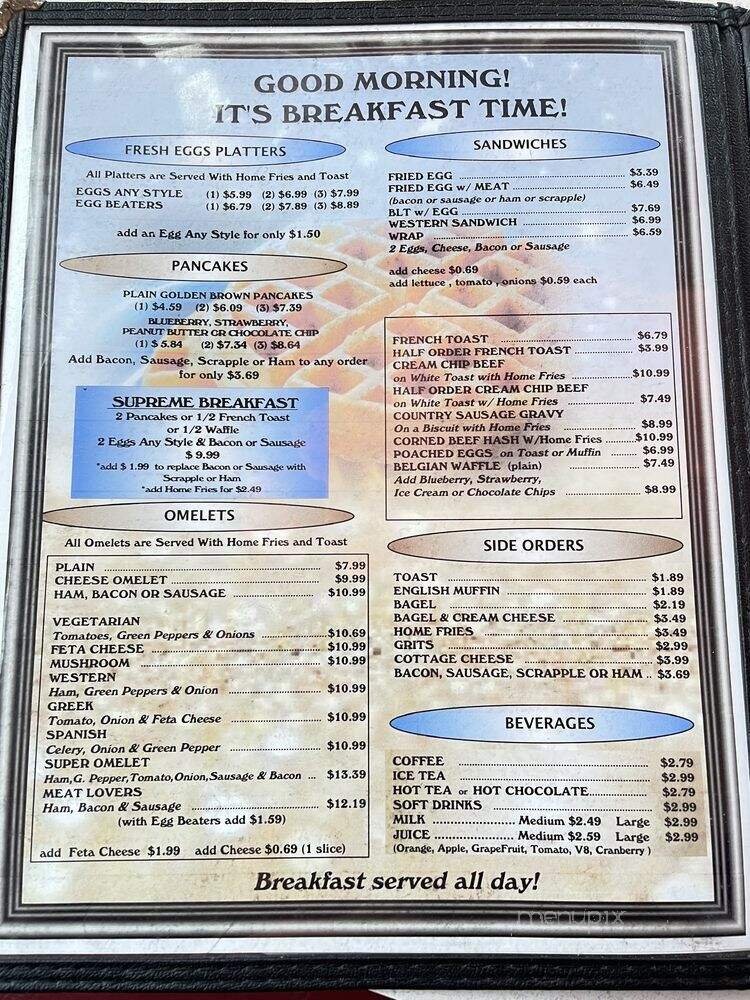 GOOD MORNING!
IT'S BREAKFAST TIME!
FRESH EGGS PLATTERS
All Platters are Served With Home Fries and Toast
EGGS ANY STYLE (1) $5.99 (2) $6.99 (3) $7.99
EGG BEATERS (1) $6.79 (2) $7.89 (3) $8.89
add an Egg Any Style for only $1.50
PANCAKES
PLAIN GOLDEN BROWN PANCAKES
(1) $4.59 (2) $6.09 (3) $7.39
BLUEBERRY, STRAWBERRY,
PEANUT BUTTER OR CHOCOLATE CHIP
(1) $ 5.84 (2) $7.34 (3) $8.64
Add Bacon, Sausage, Scrapple or Ham to any order
for only $3.69
SUPREME BREAKFAST
2 Pancakes or 1/2 French Toast
or 1/2 Waffle
2 Eggs Any Style & Bacon or Sausage
$ 9.99
*add $ 1.99 to replace Bacon or Sausage with
Scrapple or Ham
*add Home Fries for $2.49
OMELETS
All Omelets are Served With Home Fries and Toast
PLAIN $7.99
CHEESE OMELET $9.99
HAM, BACON OR SAUSAGE $10.99
VEGETARIAN
Tomatoes, Green Peppers & Onions $10.69
FETA CHEESE $10.99
MUSHROOM $10.99
WESTERN
Ham, Green Peppers & Onion $10.99
GREEK
Tomato, Onion & Feta Cheese $10.99
SPANISH
Celery, Onion & Green Pepper $10.99
SUPER OMELET
Ham,G. Pepper,Tomato,Onion,Sausage & Bacon ... $13.39
MEAT LOVERS
Ham, Bacon & Sausage $12.19
(with Egg Beaters add $1.59)
add Feta Cheese $1.99 add Cheese $0.69 (1 slice)
SANDWICHES
FRIED EGG $3.39
FRIED EGG w/ MEAT $6.49
(bacon or sausage or ham or scrapple)
BLT w/ EGG $7.69
WESTERN SANDWICH $6.99
WRAP $6.59
2 Eggs, Cheese, Bacon or Sausage
add cheese $0.69
add lettuce , tomato , onions $0.59 each
FRENCH TOAST $6.79
HALF ORDER FRENCH TOAST $3.99
CREAM CHIP BEEF
on White Toast with Home Fries $10.99
HALF ORDER CREAM CHIP BEEF
on White Toast w/ Home Fries $7.49
COUNTRY SAUSAGE GRAVY
On a Biscuit with Home Fries $8.99
CORNED BEEF HASH W/Home Fries $10.99
POACHED EGGS on Toast or Muffin $6.99
BELGIAN WAFFLE (plain) $7.49
Add Blueberry, Strawberry,
Ice Cream or Chocolate Chips $8.99
SIDE ORDERS
TOAST $1.89
ENGLISH MUFFIN $1.89
BAGEL $2.19
BAGEL & CREAM CHEESE $3.49
HOME FRIES $3.49
GRITS $2.99
COTTAGE CHEESE $3.99
BACON, SAUSAGE, SCRAPPLE OR HAM .. $3.69
BEVERAGES
COFFEE $2.79
ICE TEA $2.99
HOT TEA or HOT CHOCOLATE $2.79
SOFT DRINKS $2.99
MILK Medium $2.49 Large $2.99
JUICE Medium $2.59 Large $2.99
(Orange, Apple, GrapeFruit, Tomato, V8, Cranberry )
Breakfast served all day!
menupix